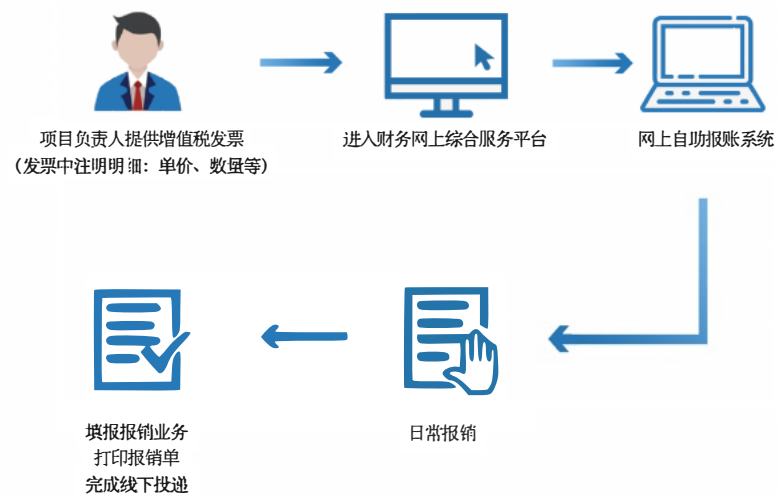 项目负责人提供增值税发票
（发票中注明明细：单价、数量等）
进入财务网上综合服务平台
网上自助报账系统
日常报销
填报报销业务
打印报销单
完成线下投递